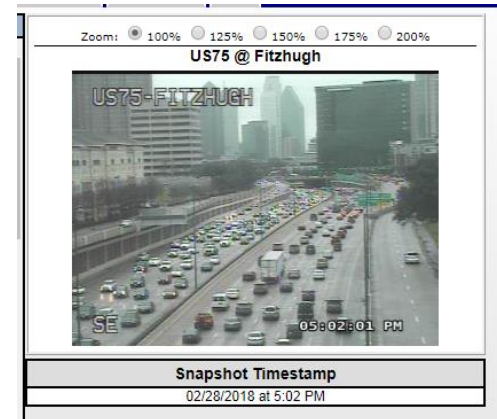 Zoom: 100% 125% 150% 175% 200%
US75 @ Fitzhugh
US75-FITZHUGH
SE 05:02:01 PM
Snapshot Timestamp
02/28/2018 at 5:02 PM